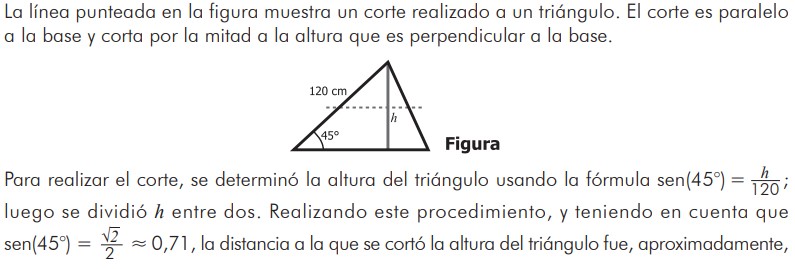 La línea punteada en la figura muestra un corte realizado a un triángulo. El corte es paralelo
a la base y corta por la mitad a la altura que es perpendicular a la base.
120 cm
h
45°
Figura
Para realizar el corte, se determinó la altura del triángulo usando la fórmula sen(45°) = h/120;
luego se dividió h entre dos. Realizando este procedimiento, y teniendo en cuenta que
sen(45°) = √2/2 ≈ 0,71, la distancia a la que se cortó la altura del triángulo fue, aproximadamente,